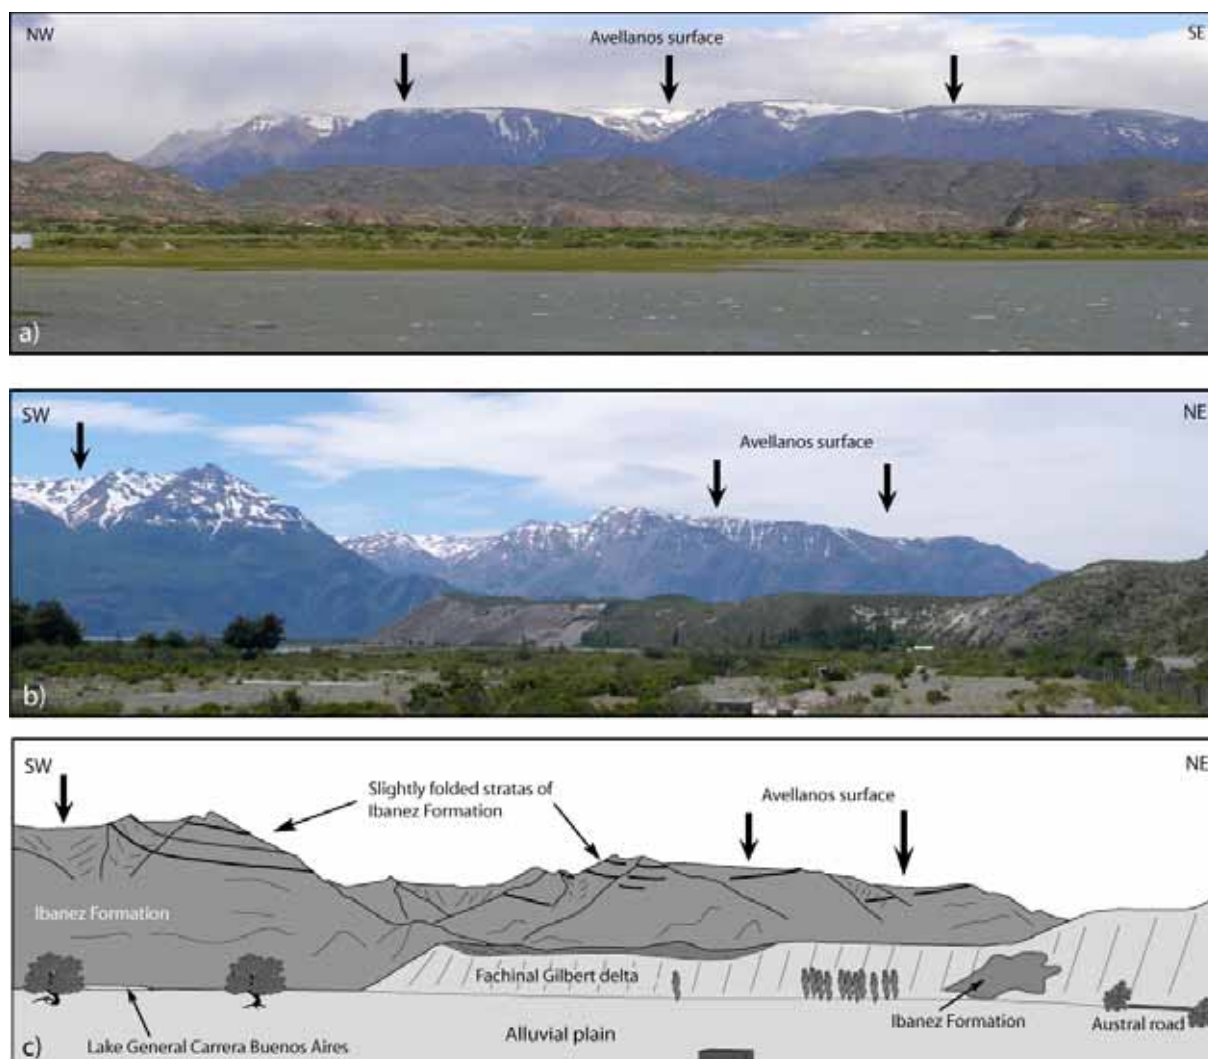 NW
Avellanos surface
SE
a)
SW
Avellanos surface
NE
b)
SW
Slightly folded stratas of
Ibanez Formation
Avellanos surface
NE
Ibanez Formation
Fachinal Gilbert delta
Ibanez Formation
Austral road
Alluvial plain
Lake General Carrera Buenos Aires
c)